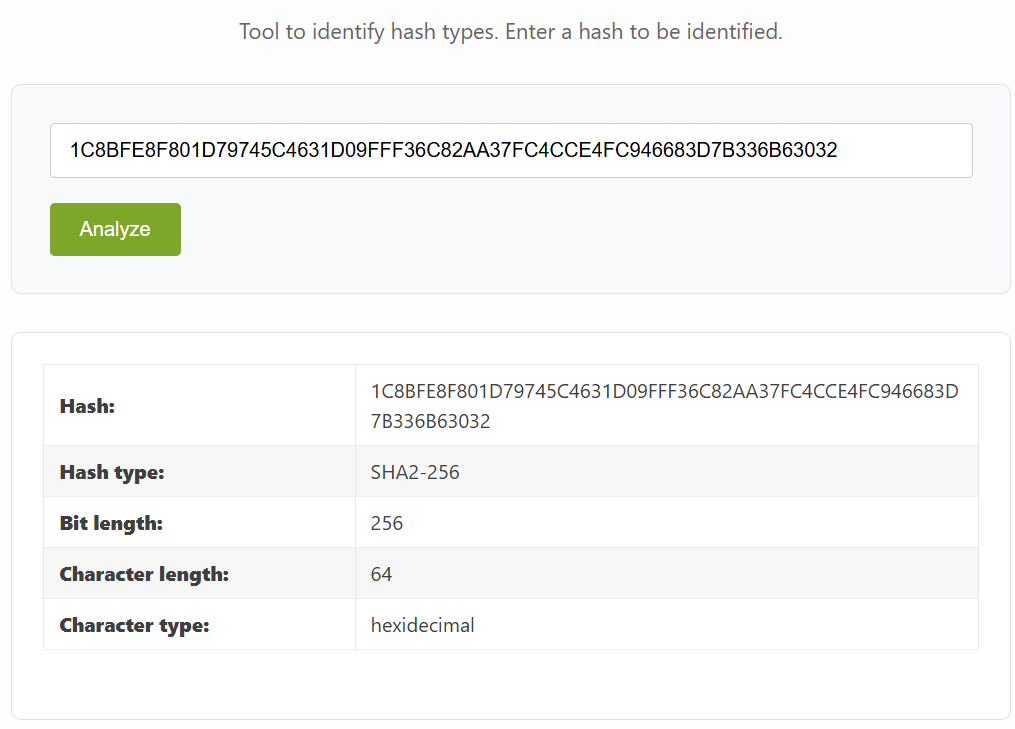 Tool to identify hash types. Enter a hash to be identified.
1C8BFE8F801D79745C4631D09FFF36C82AA37FC4CCE4FC946683D7B336B63032
Analyze
Hash:
1C8BFE8F801D79745C4631D09FFF36C82AA37FC4CCE4FC946683D
7B336B63032
Hash type:
SHA2-256
Bit length:
256
Character length:
64
Character type:
hexidecimal